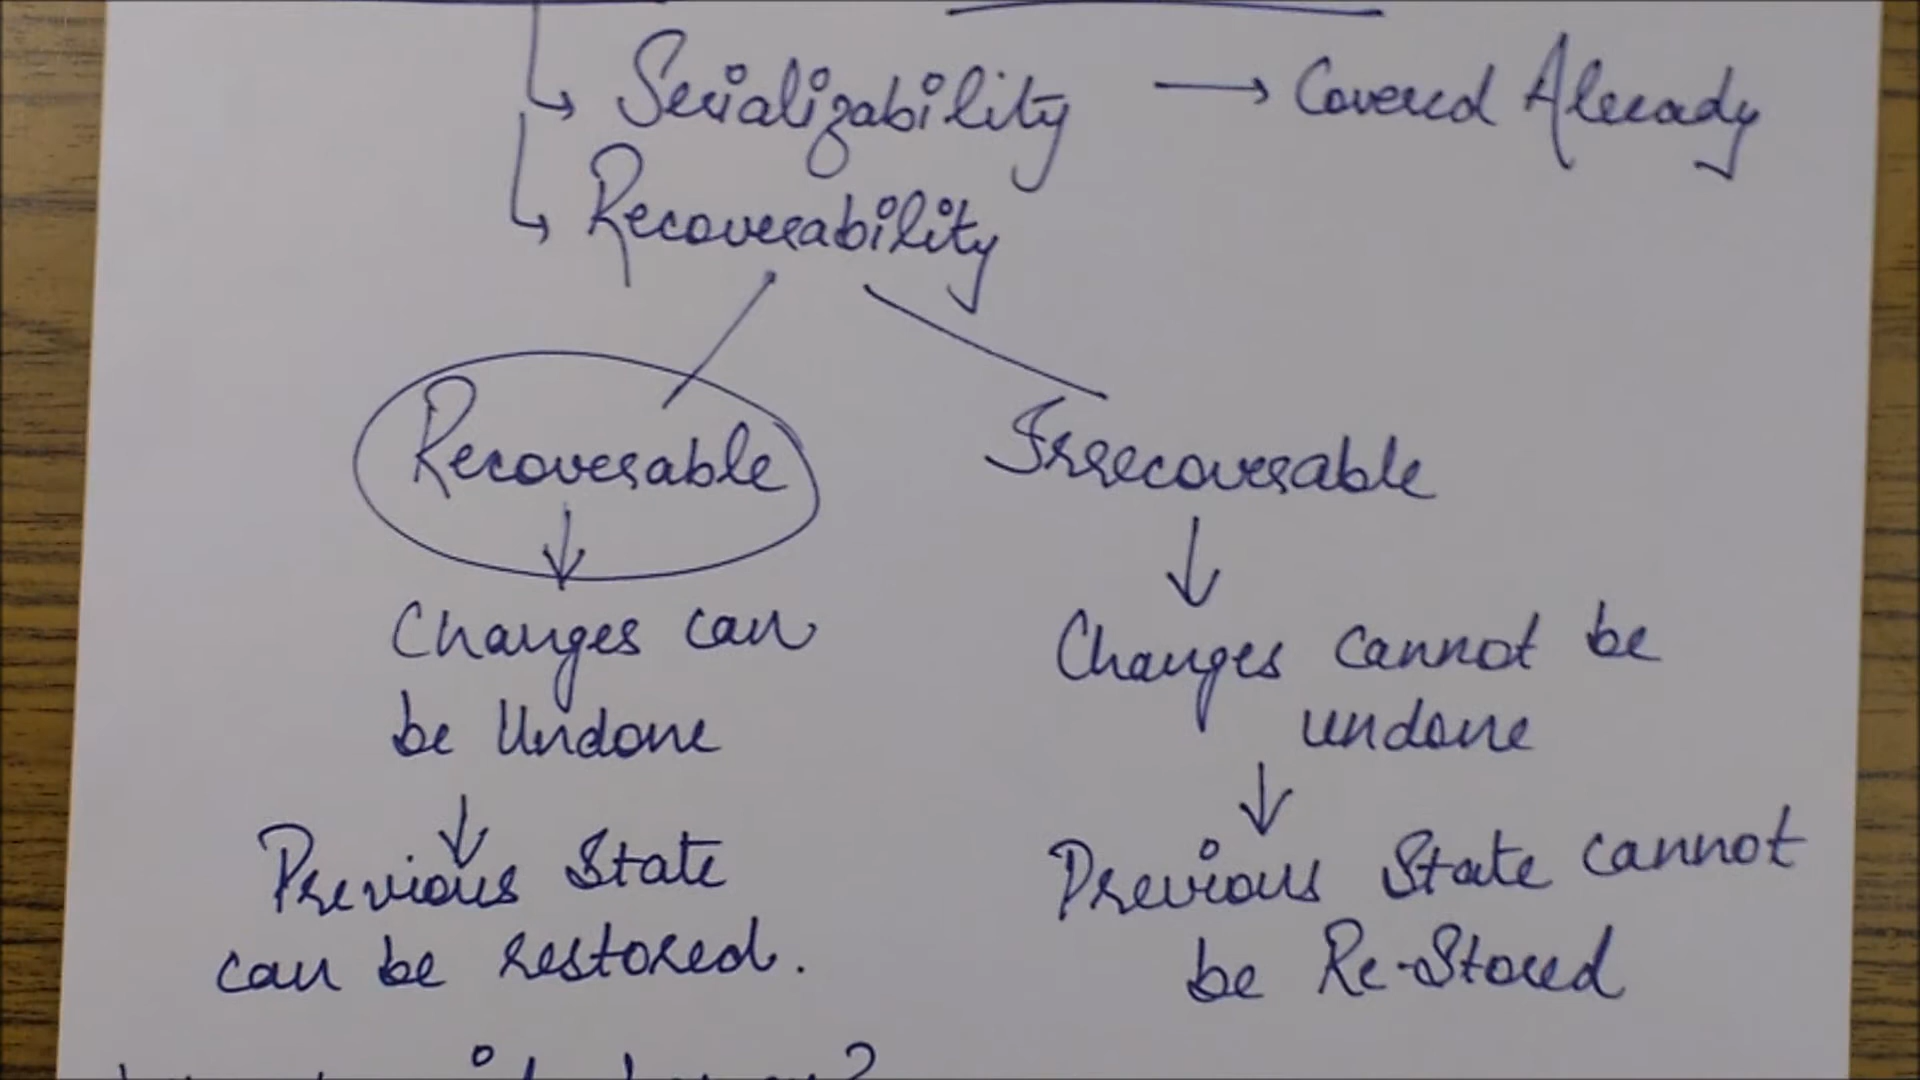 Serializability → Covered Already
Recoverability
Recoverable
Irrecoverable
Changes can
be Undone
Changes cannot be
undone
Previous State
can be restored.
Previous State cannot
be Re-Stored